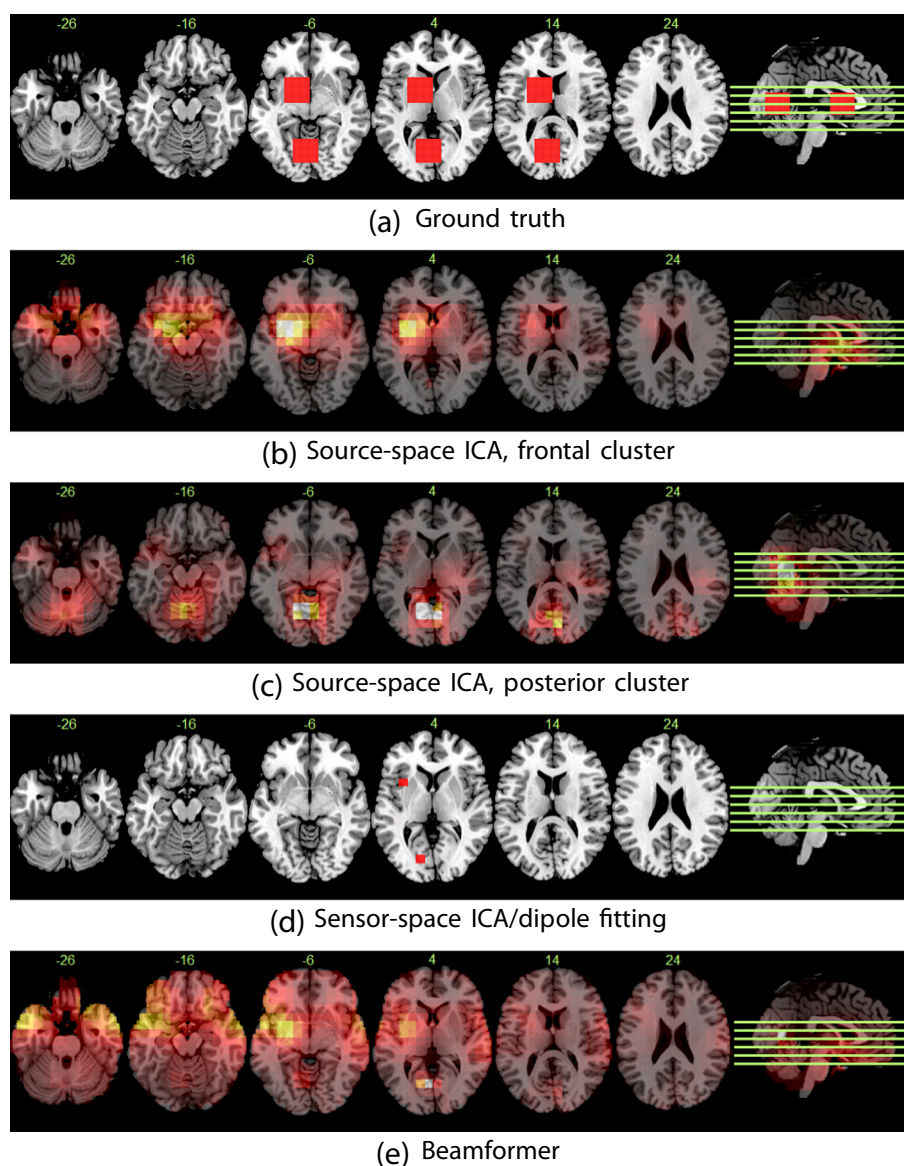 -26 -16 -6 4 14 24
(a) Ground truth
-26 -16 -6 4 14 24
(b) Source-space ICA, frontal cluster
-26 -16 -6 4 14 24
(c) Source-space ICA, posterior cluster
-26 -16 -6 4 14 24
(d) Sensor-space ICA/dipole fitting
-26 -16 -6 4 14 24
(e) Beamformer